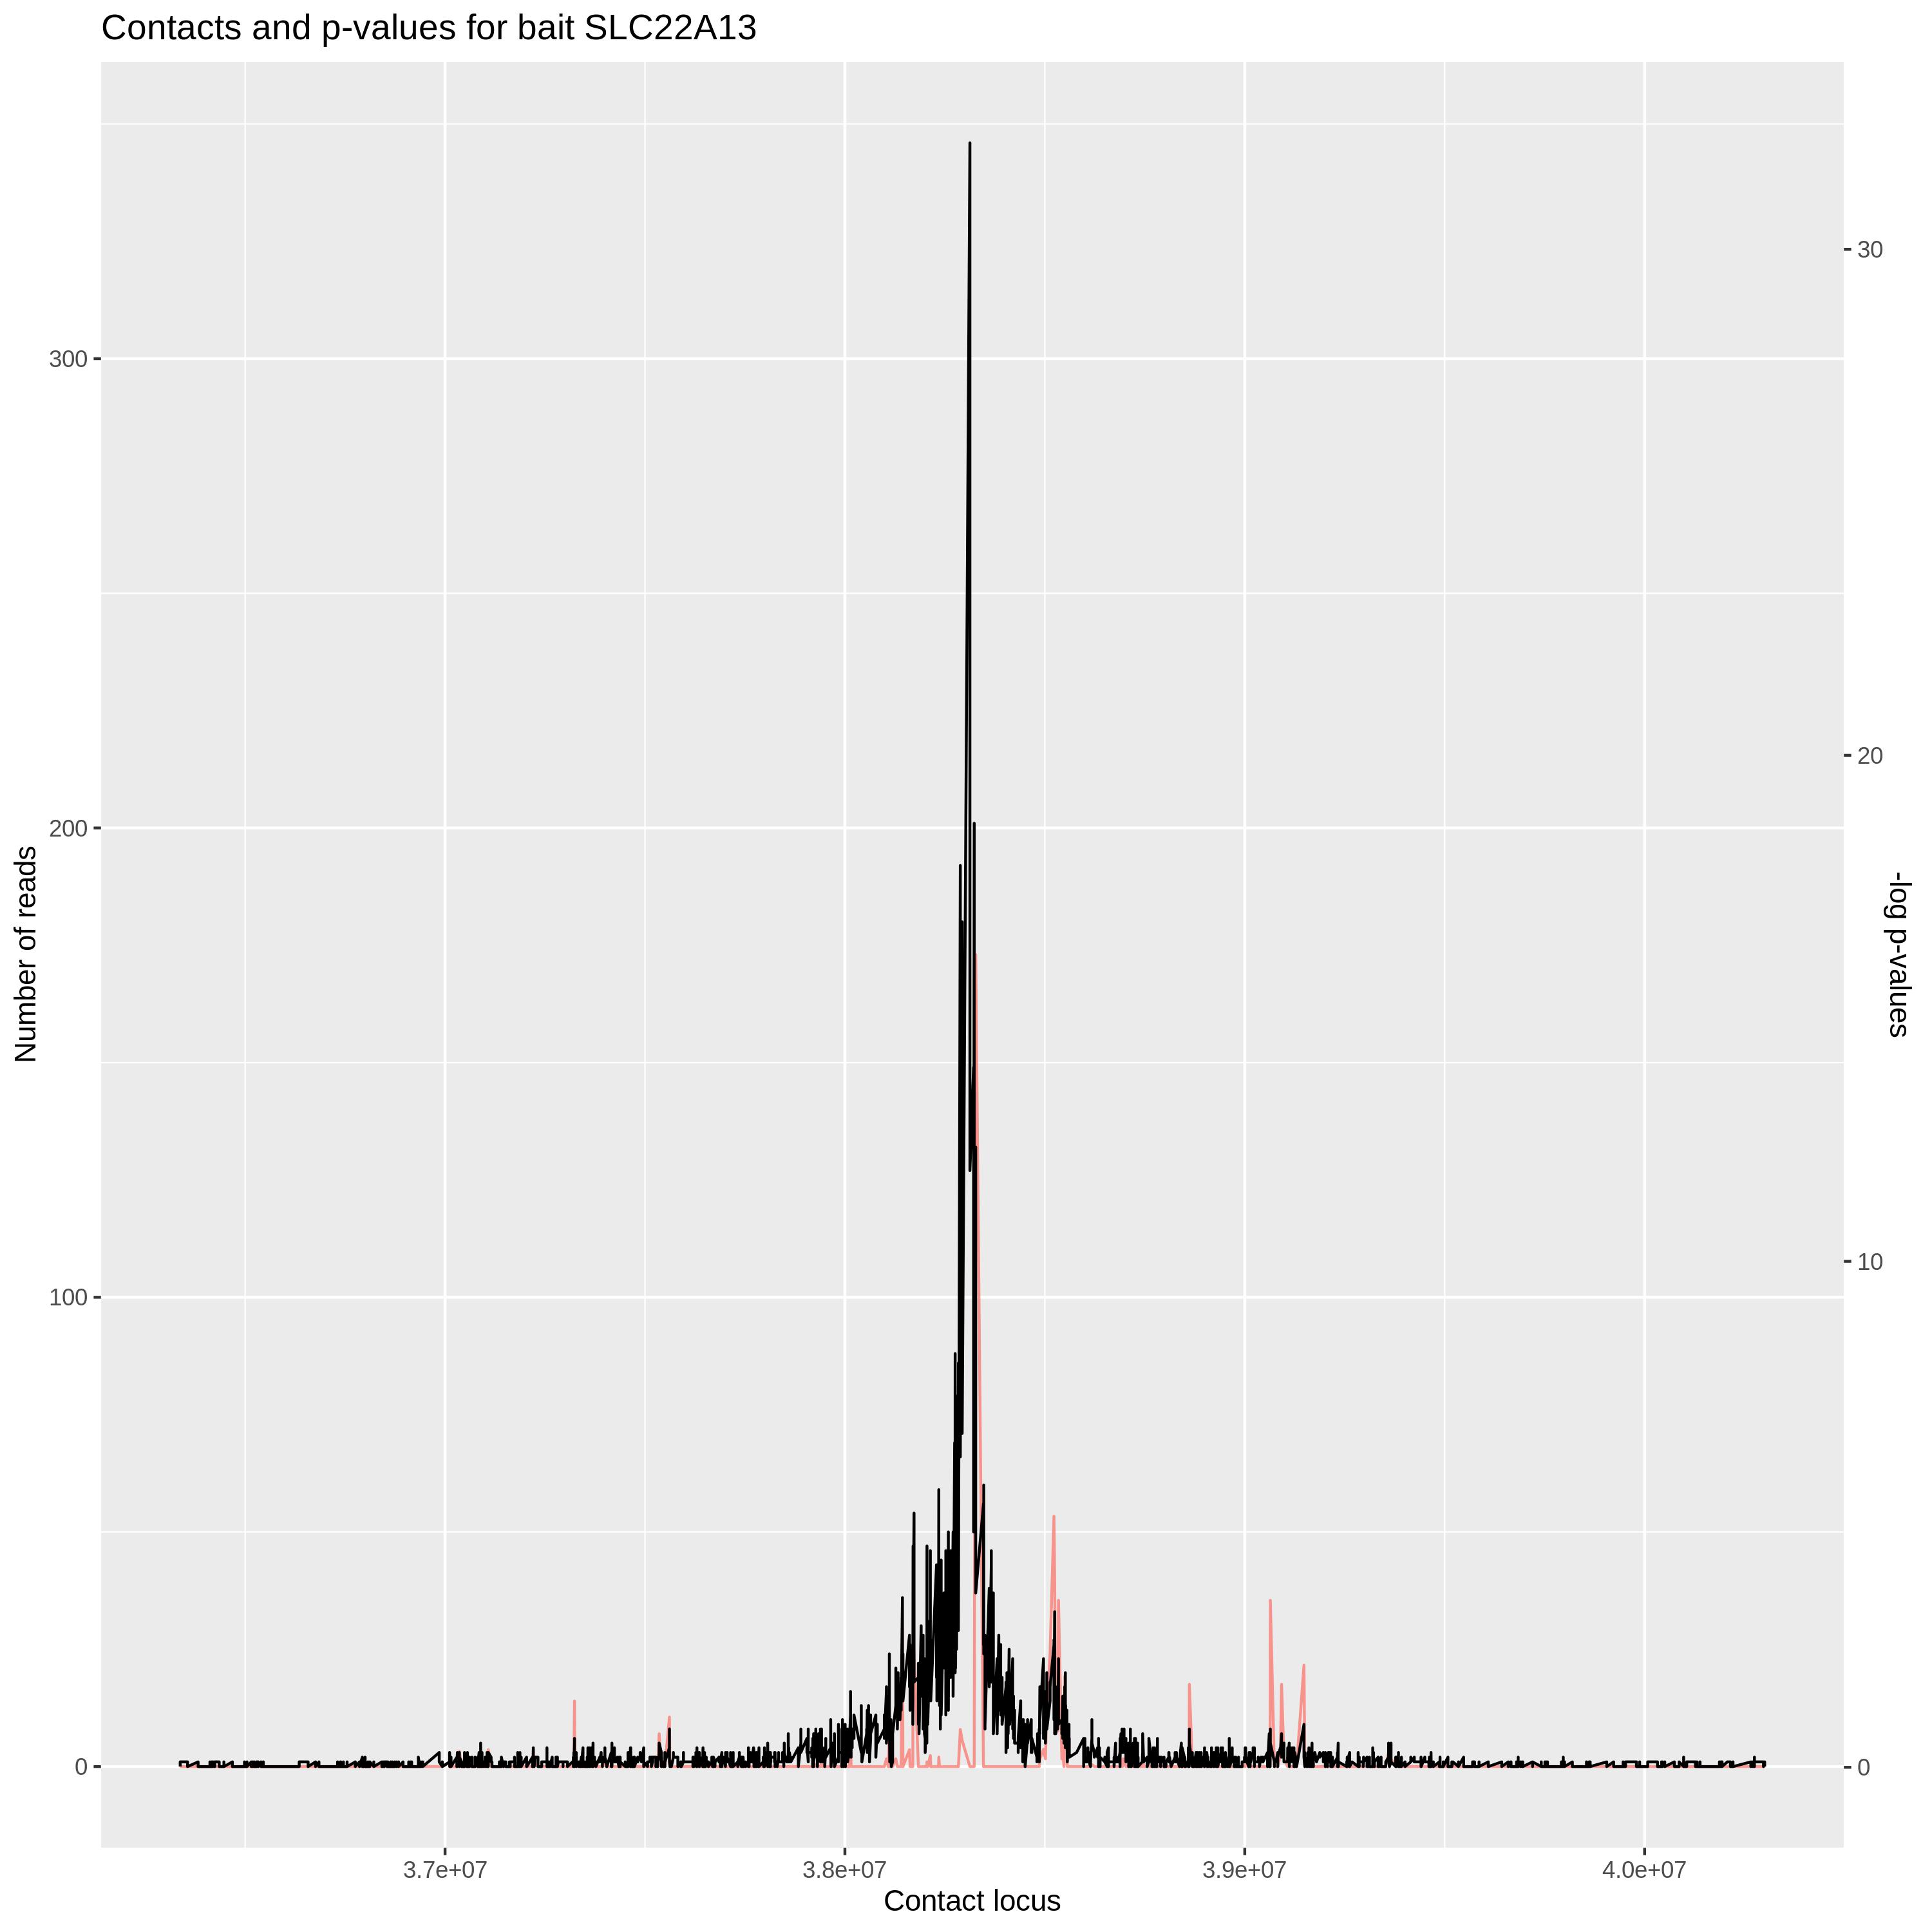 Contacts and p-values for bait SLC22A13
300
200
100
0
Number of reads
30
20
10
0
-log p-values
3.7e+07
3.8e+07
3.9e+07
4.0e+07
Contact locus